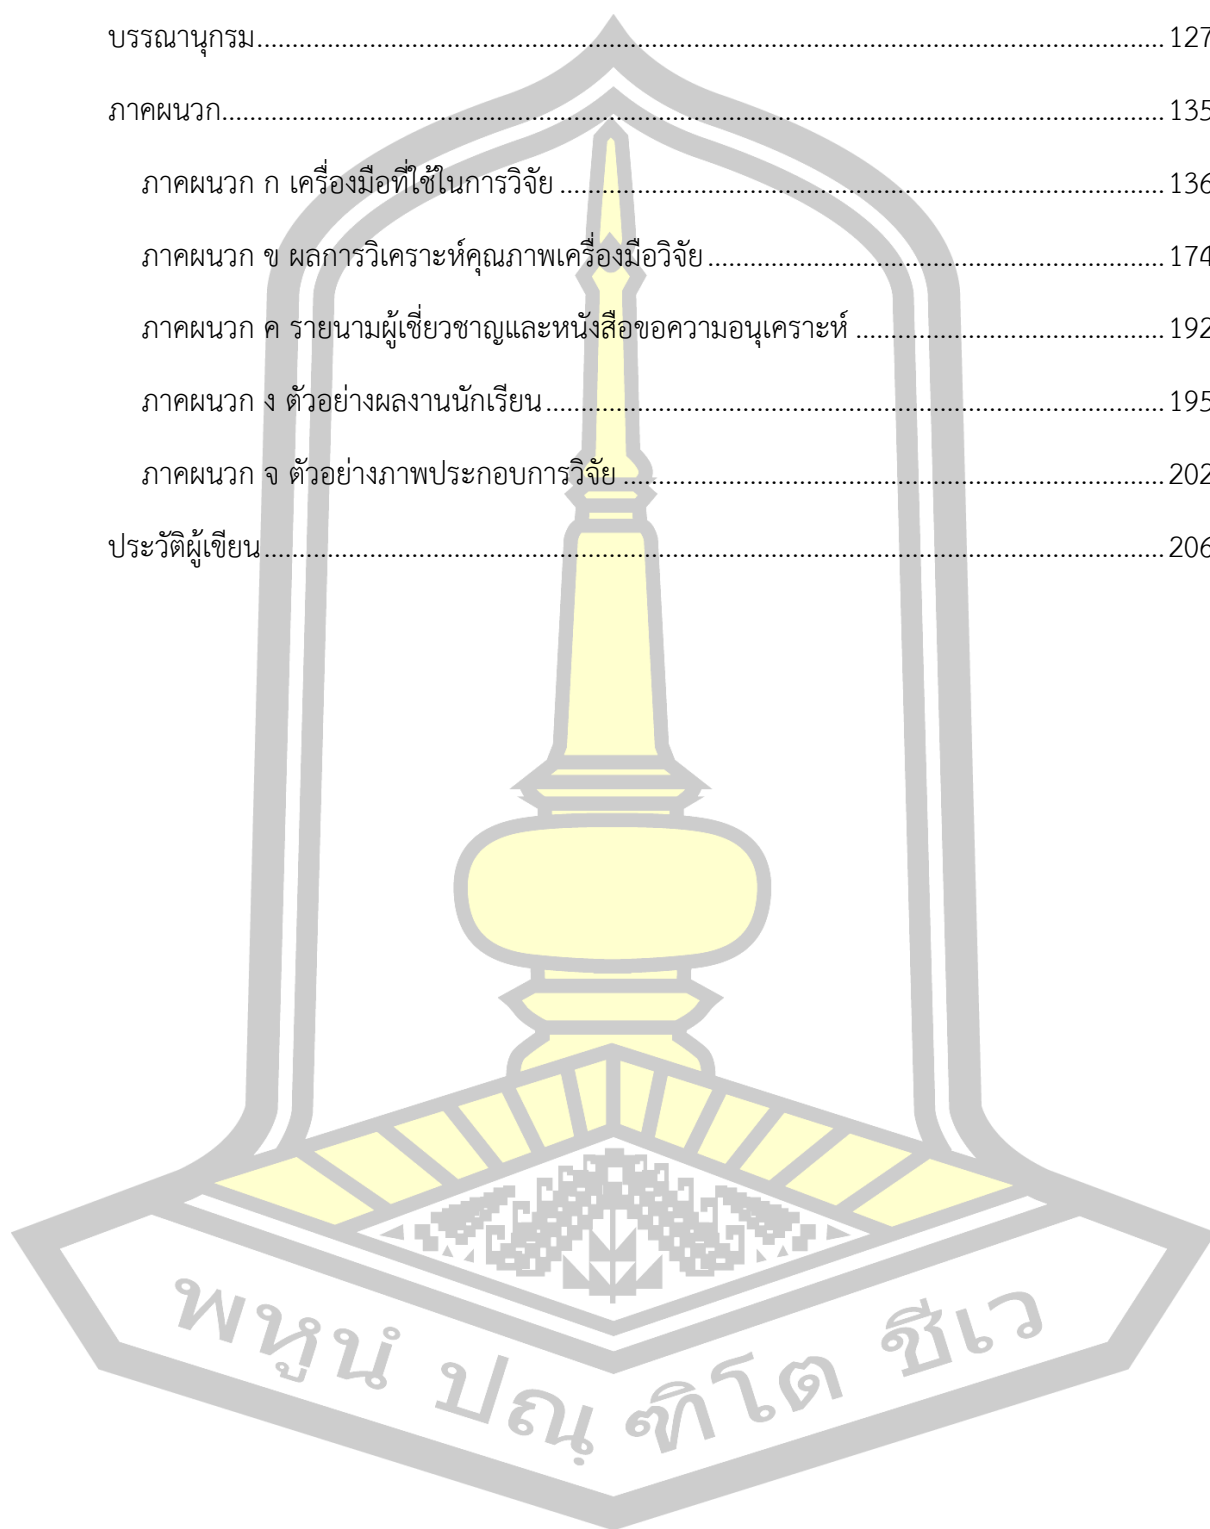 บรรณานุกรม........................................................................................................................ 127
ภาคผนวก............................................................................................................................. 135
ภาคผนวก ก เครื่องมือที่ใช้ในการวิจัย ................................................................................ 136
ภาคผนวก ข ผลการวิเคราะห์คุณภาพเครื่องมือวิจัย ............................................................ 174
ภาคผนวก ค รายนามผู้เชี่ยวชาญและหนังสือขอความอนุเคราะห์ ......................................... 192
ภาคผนวก ง ตัวอย่างผลงานนักเรียน .................................................................................. 195
ภาคผนวก จ ตัวอย่างภาพประกอบการวิจัย ........................................................................ 202
ประวัติผู้เขียน....................................................................................................................... 206
พหูนํ ปณฺ ฑิโต ชีเว